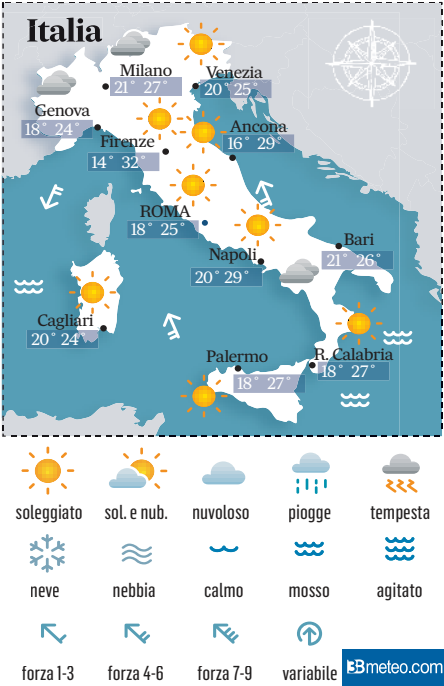 Italia
Milano
21° 27°
Venezia
20° 25°
Genova
18° 24°
Firenze
14° 32°
Ancona
16° 29°
ROMA
18° 25°
Napoli
20° 29°
Bari
21° 26°
Cagliari
20° 24°
Palermo
18° 27°
R. Calabria
18° 27°
soleggiato sol. e nub. nuvoloso piogge tempesta
neve nebbia calmo mosso agitato
forza 1-3 forza 4-6 forza 7-9 variabile
3Bmeteo.com